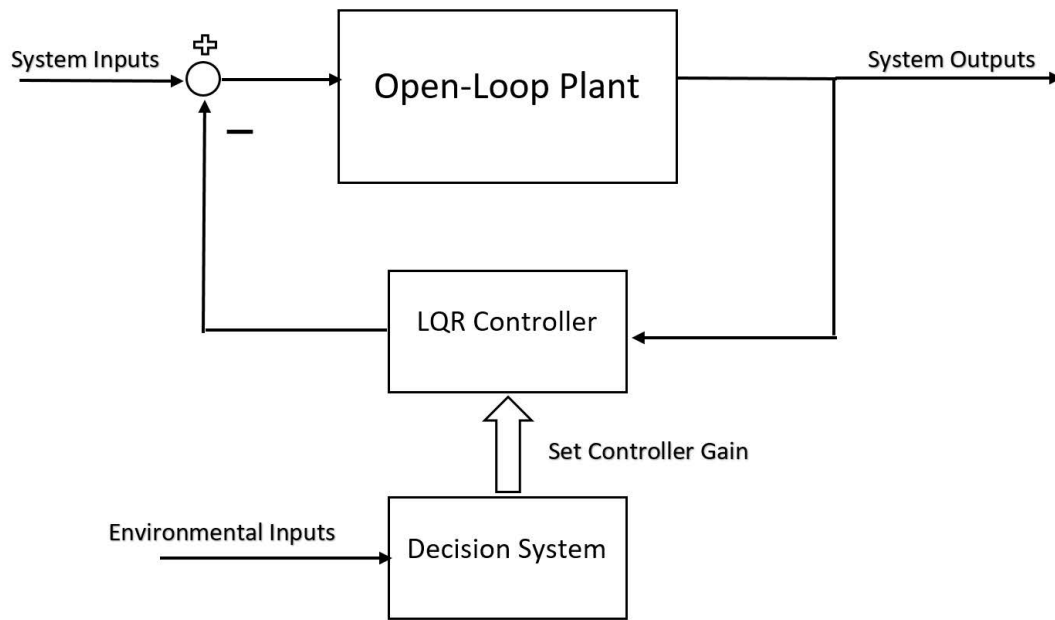 System Inputs
+
System Outputs
Open-Loop Plant
−
LQR Controller
Set Controller Gain
Environmental Inputs
Decision System